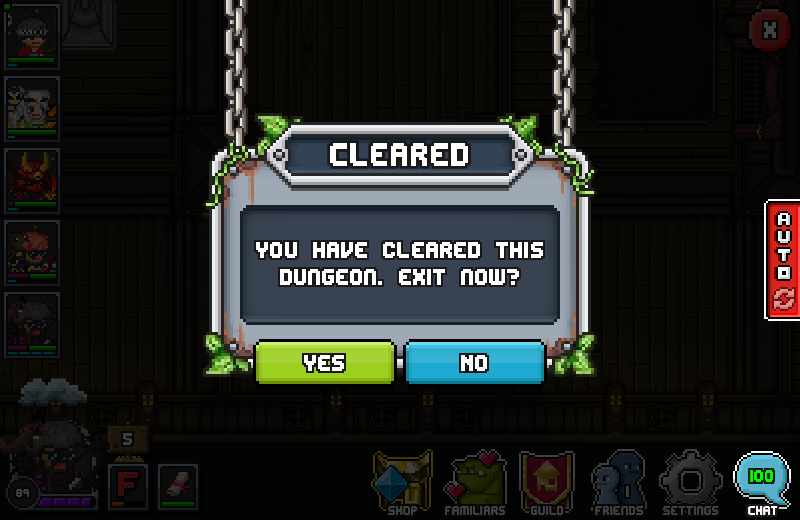 X
CLEARED
YOU HAVE CLEARED THIS
DUNGEON. EXIT NOW?
YES
NO
AUTO
S
F
89
100
SHOP
FAMILIARS
GUILD
FRIENDS
SETTINGS
CHAT